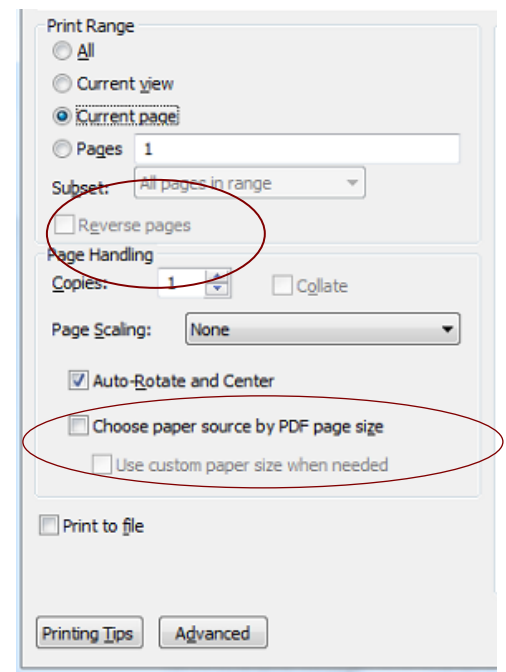 Print Range
All
Current view
Current page
Pages 1
Subset: All pages in range
Reverse pages
Page Handling
Copies: 1 Collate
Page Scaling: None
Auto-Rotate and Center
Choose paper source by PDF page size
Use custom paper size when needed
Print to file
Printing Tips Advanced